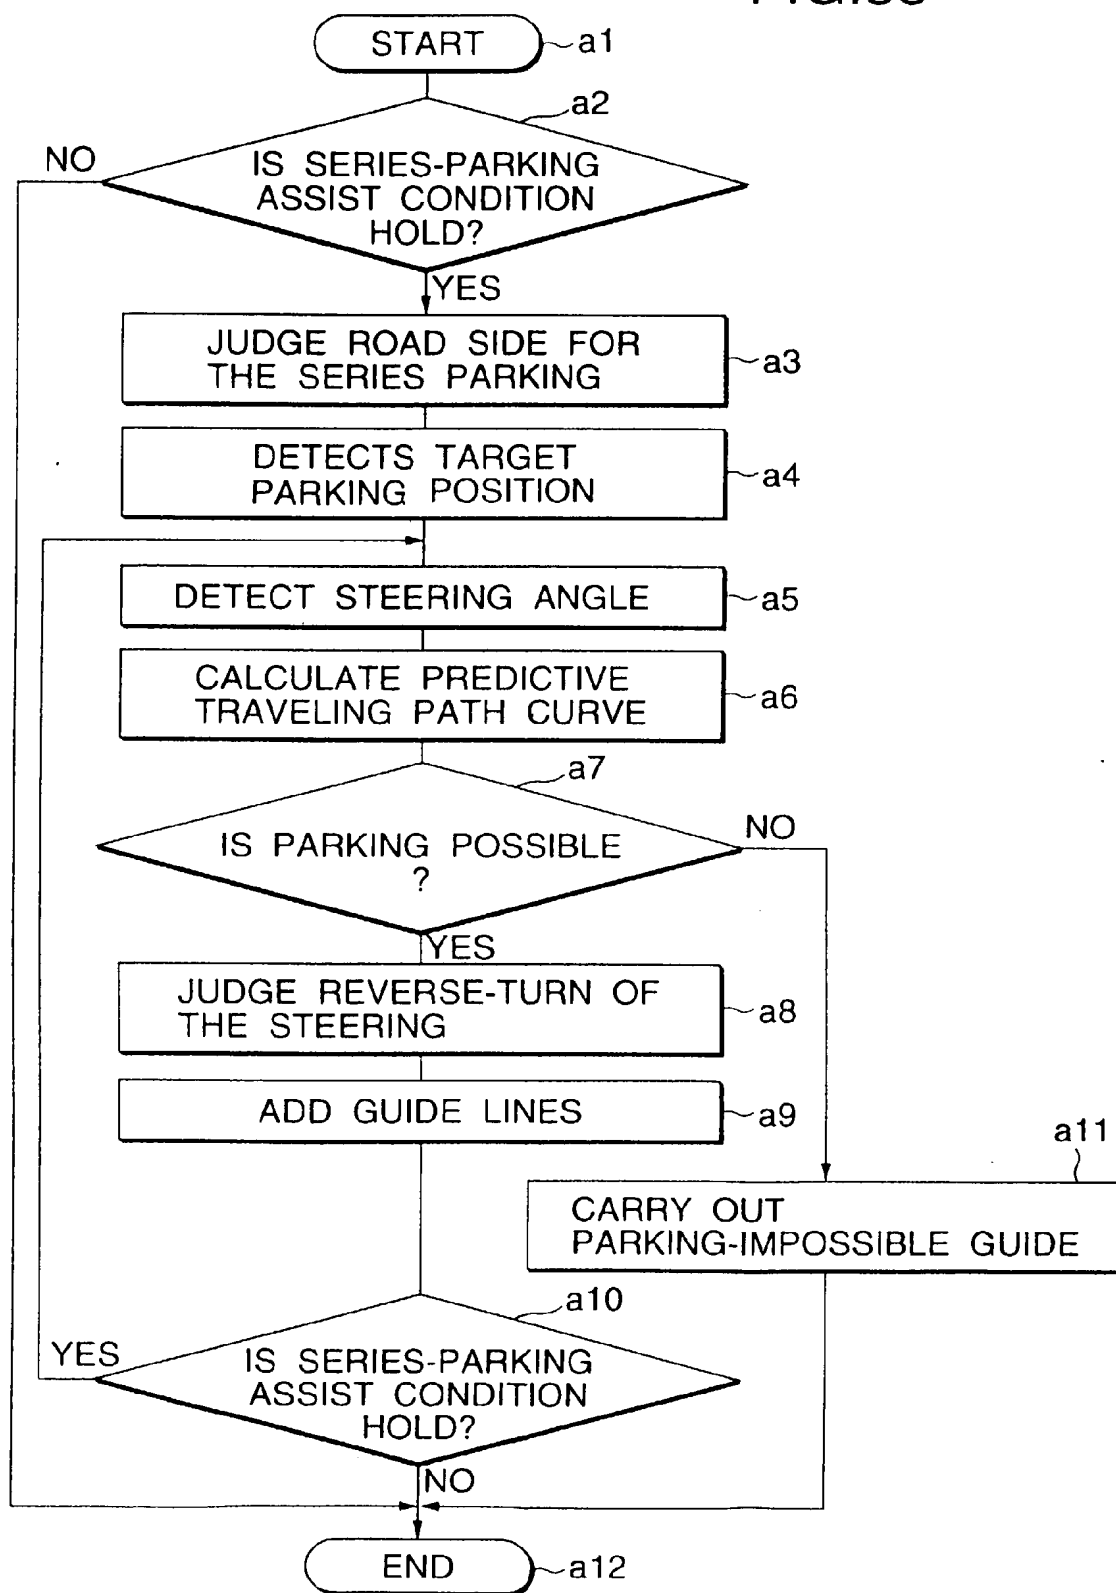 START
a1
a2
NO
IS SERIES-PARKING
ASSIST CONDITION
HOLD?
YES
JUDGE ROAD SIDE FOR
THE SERIES PARKING
a3
DETECTS TARGET
PARKING POSITION
a4
DETECT STEERING ANGLE
a5
CALCULATE PREDICTIVE
TRAVELING PATH CURVE
a6
a7
NO
IS PARKING POSSIBLE
?
YES
JUDGE REVERSE-TURN OF
THE STEERING
a8
ADD GUIDE LINES
a9
a11
CARRY OUT
PARKING-IMPOSSIBLE GUIDE
a10
YES
IS SERIES-PARKING
ASSIST CONDITION
HOLD?
NO
END
a12